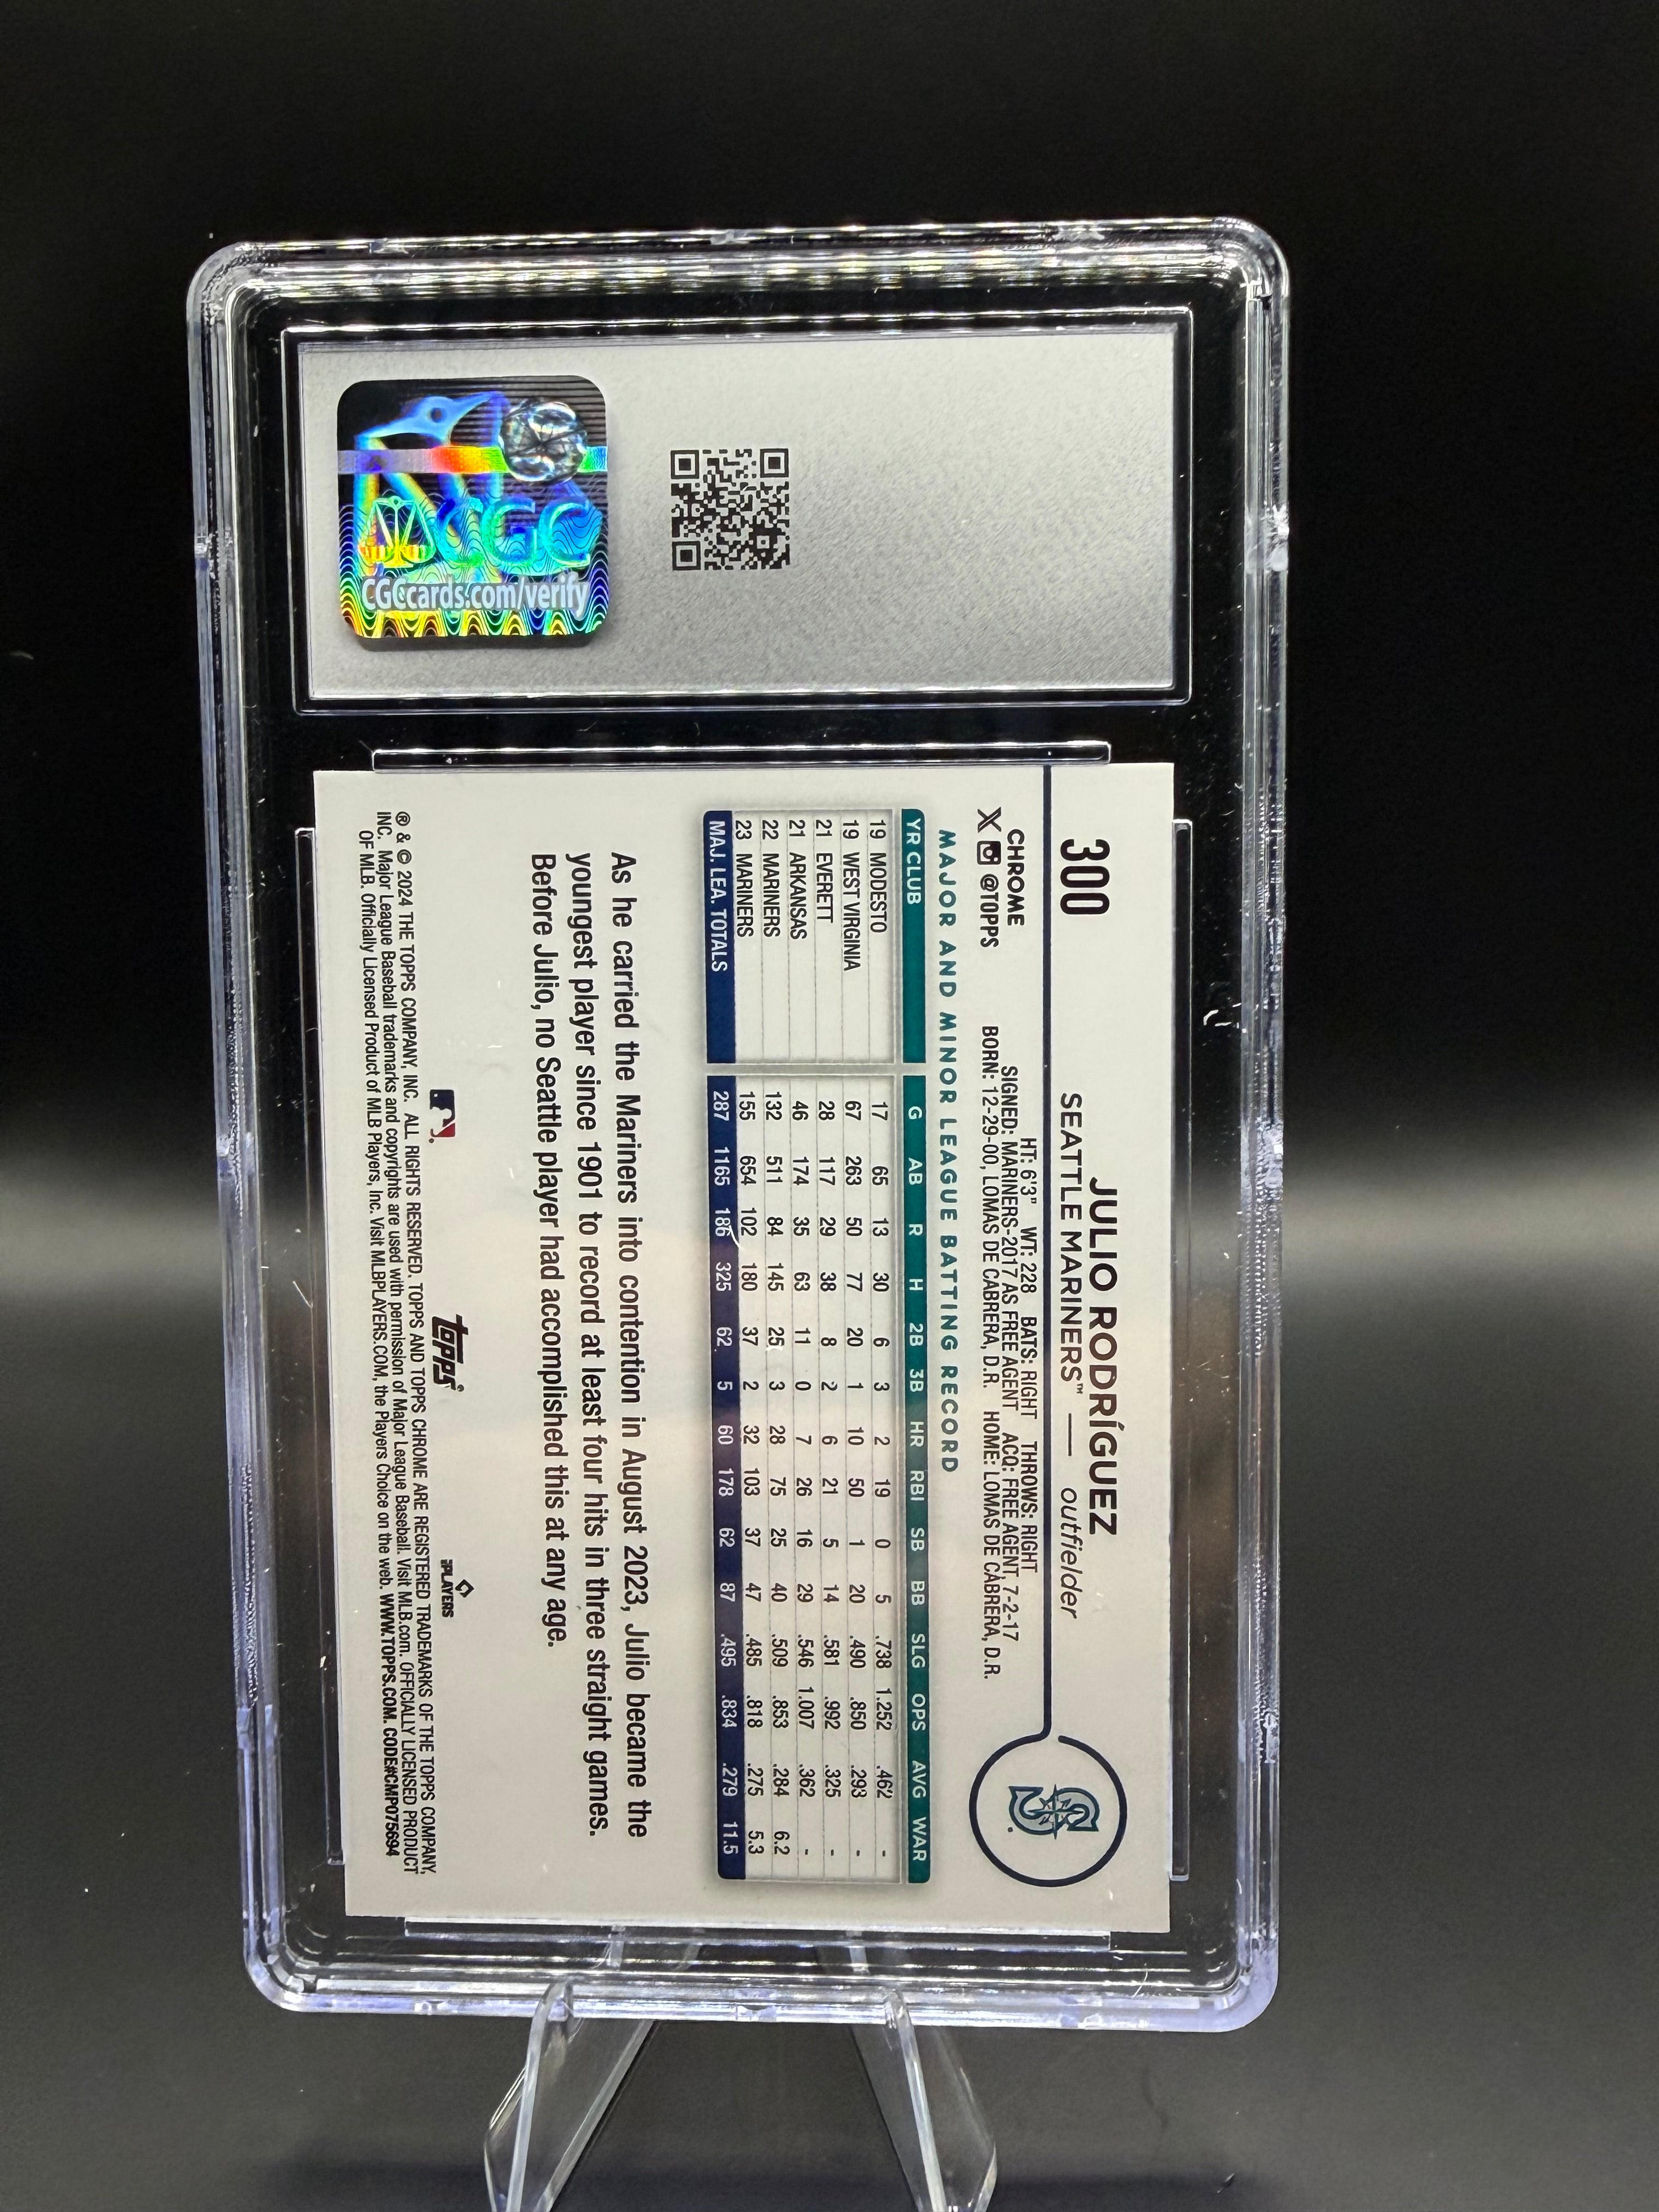 CGC
CGCcards.com/verify
300
JULIO RODRÍGUEZ
SEATTLE MARINERS™ — outfielder
CHROME
X @TOPPS
HT: 6'3" WT: 228 BATS: RIGHT THROWS: RIGHT
SIGNED: MARINERS-2017 AS FREE AGENT ACQ: FREE AGENT, 7-2-17
BORN: 12-29-00, LOMAS DE CABRERA, D.R. HOME: LOMAS DE CABRERA, D.R.
MAJOR AND MINOR LEAGUE BATTING RECORD
YR CLUB G AB R H 2B 3B HR RBI SB BB SLG OPS AVG WAR
19 MODESTO 17 65 13 30 6 3 2 19 0 5 .738 1.252 .462 -
19 WEST VIRGINIA 67 263 50 77 20 1 10 50 1 20 .490 .850 .293 -
21 EVERETT 28 117 29 38 8 2 6 21 5 14 .581 .992 .325 -
21 ARKANSAS 46 174 35 63 11 0 7 26 16 29 .546 1.007 .362 -
22 MARINERS 132 511 84 145 25 3 28 75 25 40 .509 .853 .284 6.2
23 MARINERS 155 654 102 180 37 2 32 103 37 47 .485 .818 .275 5.3
MAJ. LEA. TOTALS 287 1165 186 325 62 5 60 178 62 87 .495 .834 .279 11.5
As he carried the Mariners into contention in August 2023, Julio became the
youngest player since 1901 to record at least four hits in three straight games.
Before Julio, no Seattle player had accomplished this at any age.
topps®
PLAYERS
® & © 2024 THE TOPPS COMPANY, INC. ALL RIGHTS RESERVED. TOPPS AND TOPPS CHROME ARE REGISTERED TRADEMARKS OF THE TOPPS COMPANY,
INC. Major League Baseball trademarks and copyrights are used with permission of Major League Baseball. Visit MLB.com. OFFICIALLY LICENSED PRODUCT
OF MLB. Officially Licensed Product of MLB Players, Inc. Visit MLBPLAYERS.COM, the Players Choice on the web. WWW.TOPPS.COM. CODE#CMP075694